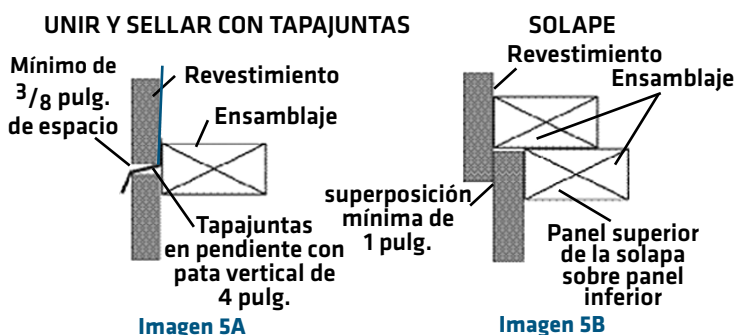 UNIR Y SELLAR CON TAPAJUNTAS
Mínimo de
3/8 pulg.
de espacio
Revestimiento
Ensamblaje
Tapajuntas
en pendiente con
pata vertical de
4 pulg.
Imagen 5A
SOLAPE
Revestimiento
Ensamblaje
superposición
mínima de
1 pulg.
Panel superior
de la solapa
sobre panel
inferior
Imagen 5B